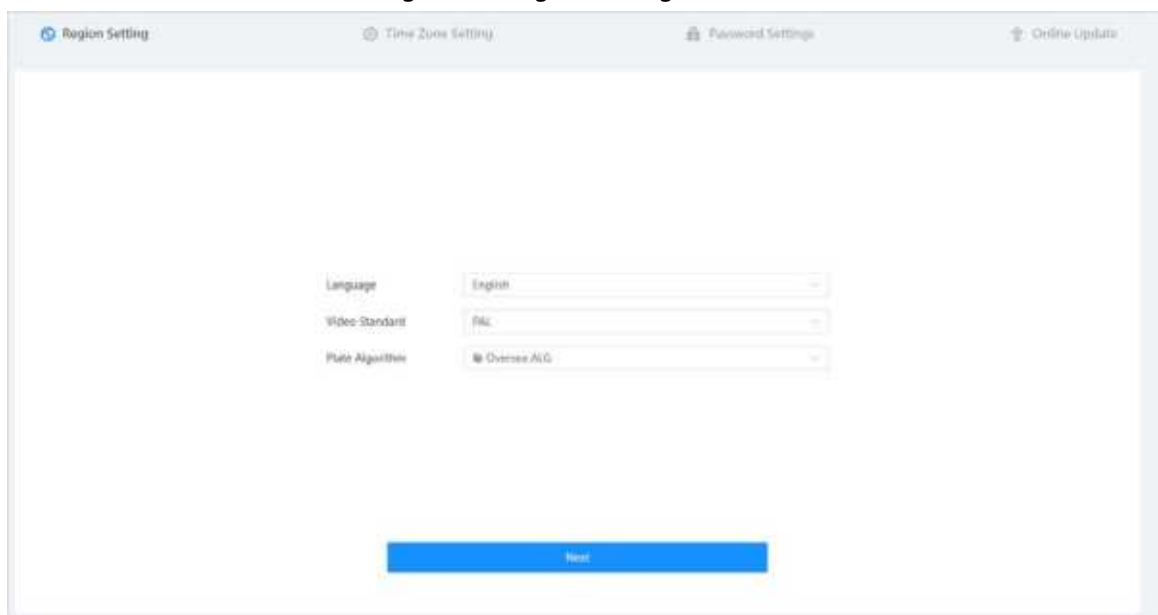 Region Setting
Time Zone Setting
Password Settings
Online Update
Language
English
Video Standard
PAL
Plate Algorithm
Oversea ALG
Next